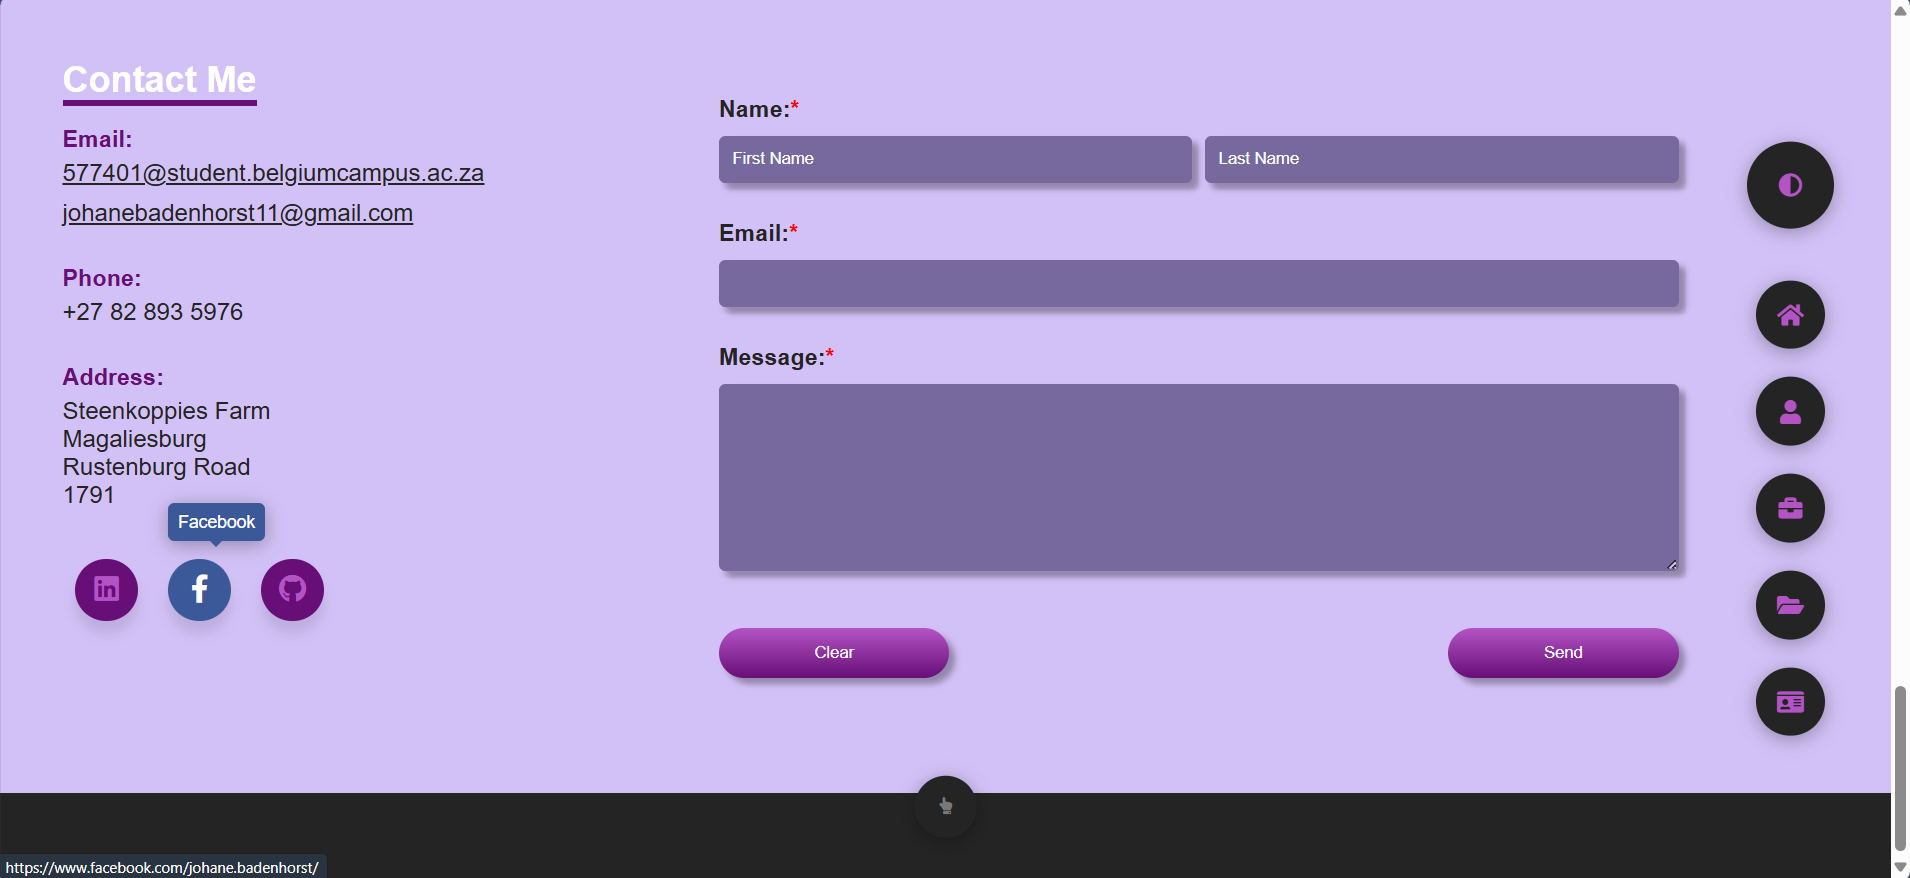 Contact Me
Email:
577401@student.belgiumcampus.ac.za
johanebadenhorst11@gmail.com
Phone:
+27 82 893 5976
Address:
Steenkoppies Farm
Magaliesburg
Rustenburg Road
1791
Facebook
Name:*
First Name
Last Name
Email:*
Message:*
Clear
Send
https://www.facebook.com/johane.badenhorst/